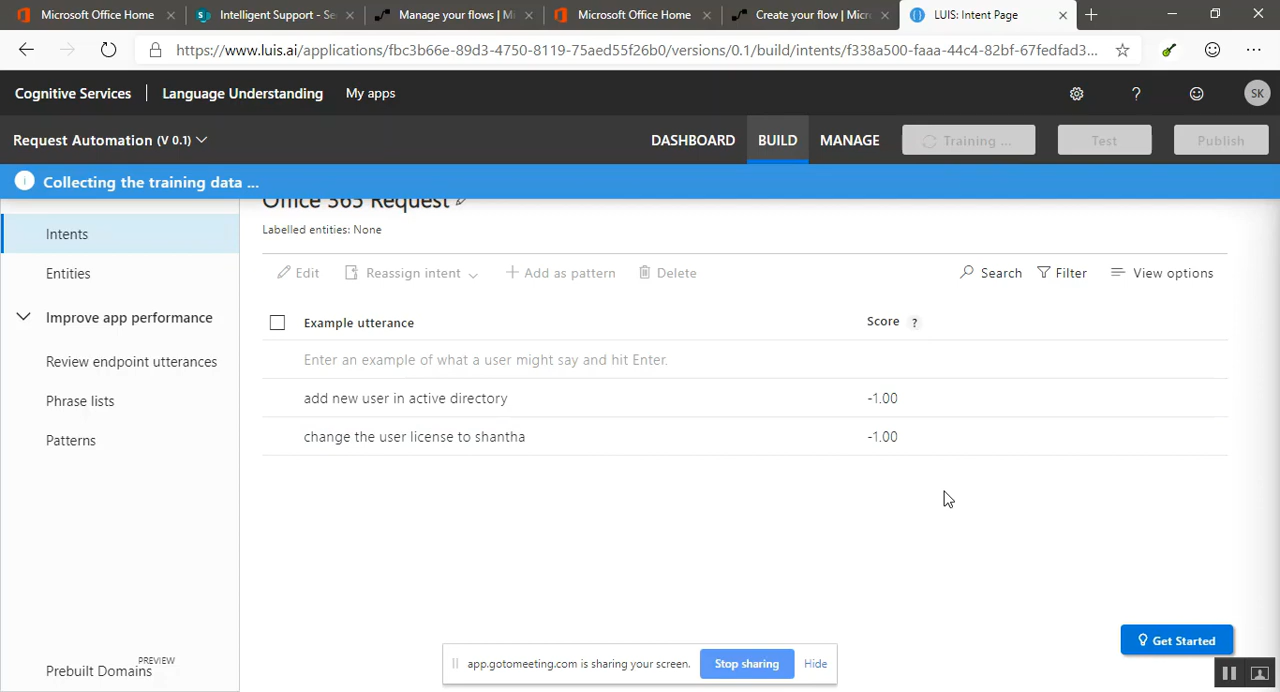 Microsoft Office Home
Intelligent Support - Se
Manage your flows | Mi
Microsoft Office Home
Create your flow | Micr
LUIS: Intent Page
https://www.luis.ai/applications/fbc3b66e-89d3-4750-8119-75aed55f26b0/versions/0.1/build/intents/f338a500-faaa-44c4-82bf-67fedfad3...
Cognitive Services
Language Understanding
My apps
?
SK
Request Automation (V 0.1)
DASHBOARD
BUILD
MANAGE
Training ...
Test
Publish
Collecting the training data ...
Office 365 Request
Labelled entities: None
Intents
Entities
Improve app performance
Review endpoint utterances
Phrase lists
Patterns
Prebuilt Domains PREVIEW
Edit
Reassign intent
Add as pattern
Delete
Search
Filter
View options
Example utterance
Score ?
Enter an example of what a user might say and hit Enter.
add new user in active directory -1.00
change the user license to shantha -1.00
Get Started
app.gotomeeting.com is sharing your screen.
Stop sharing
Hide